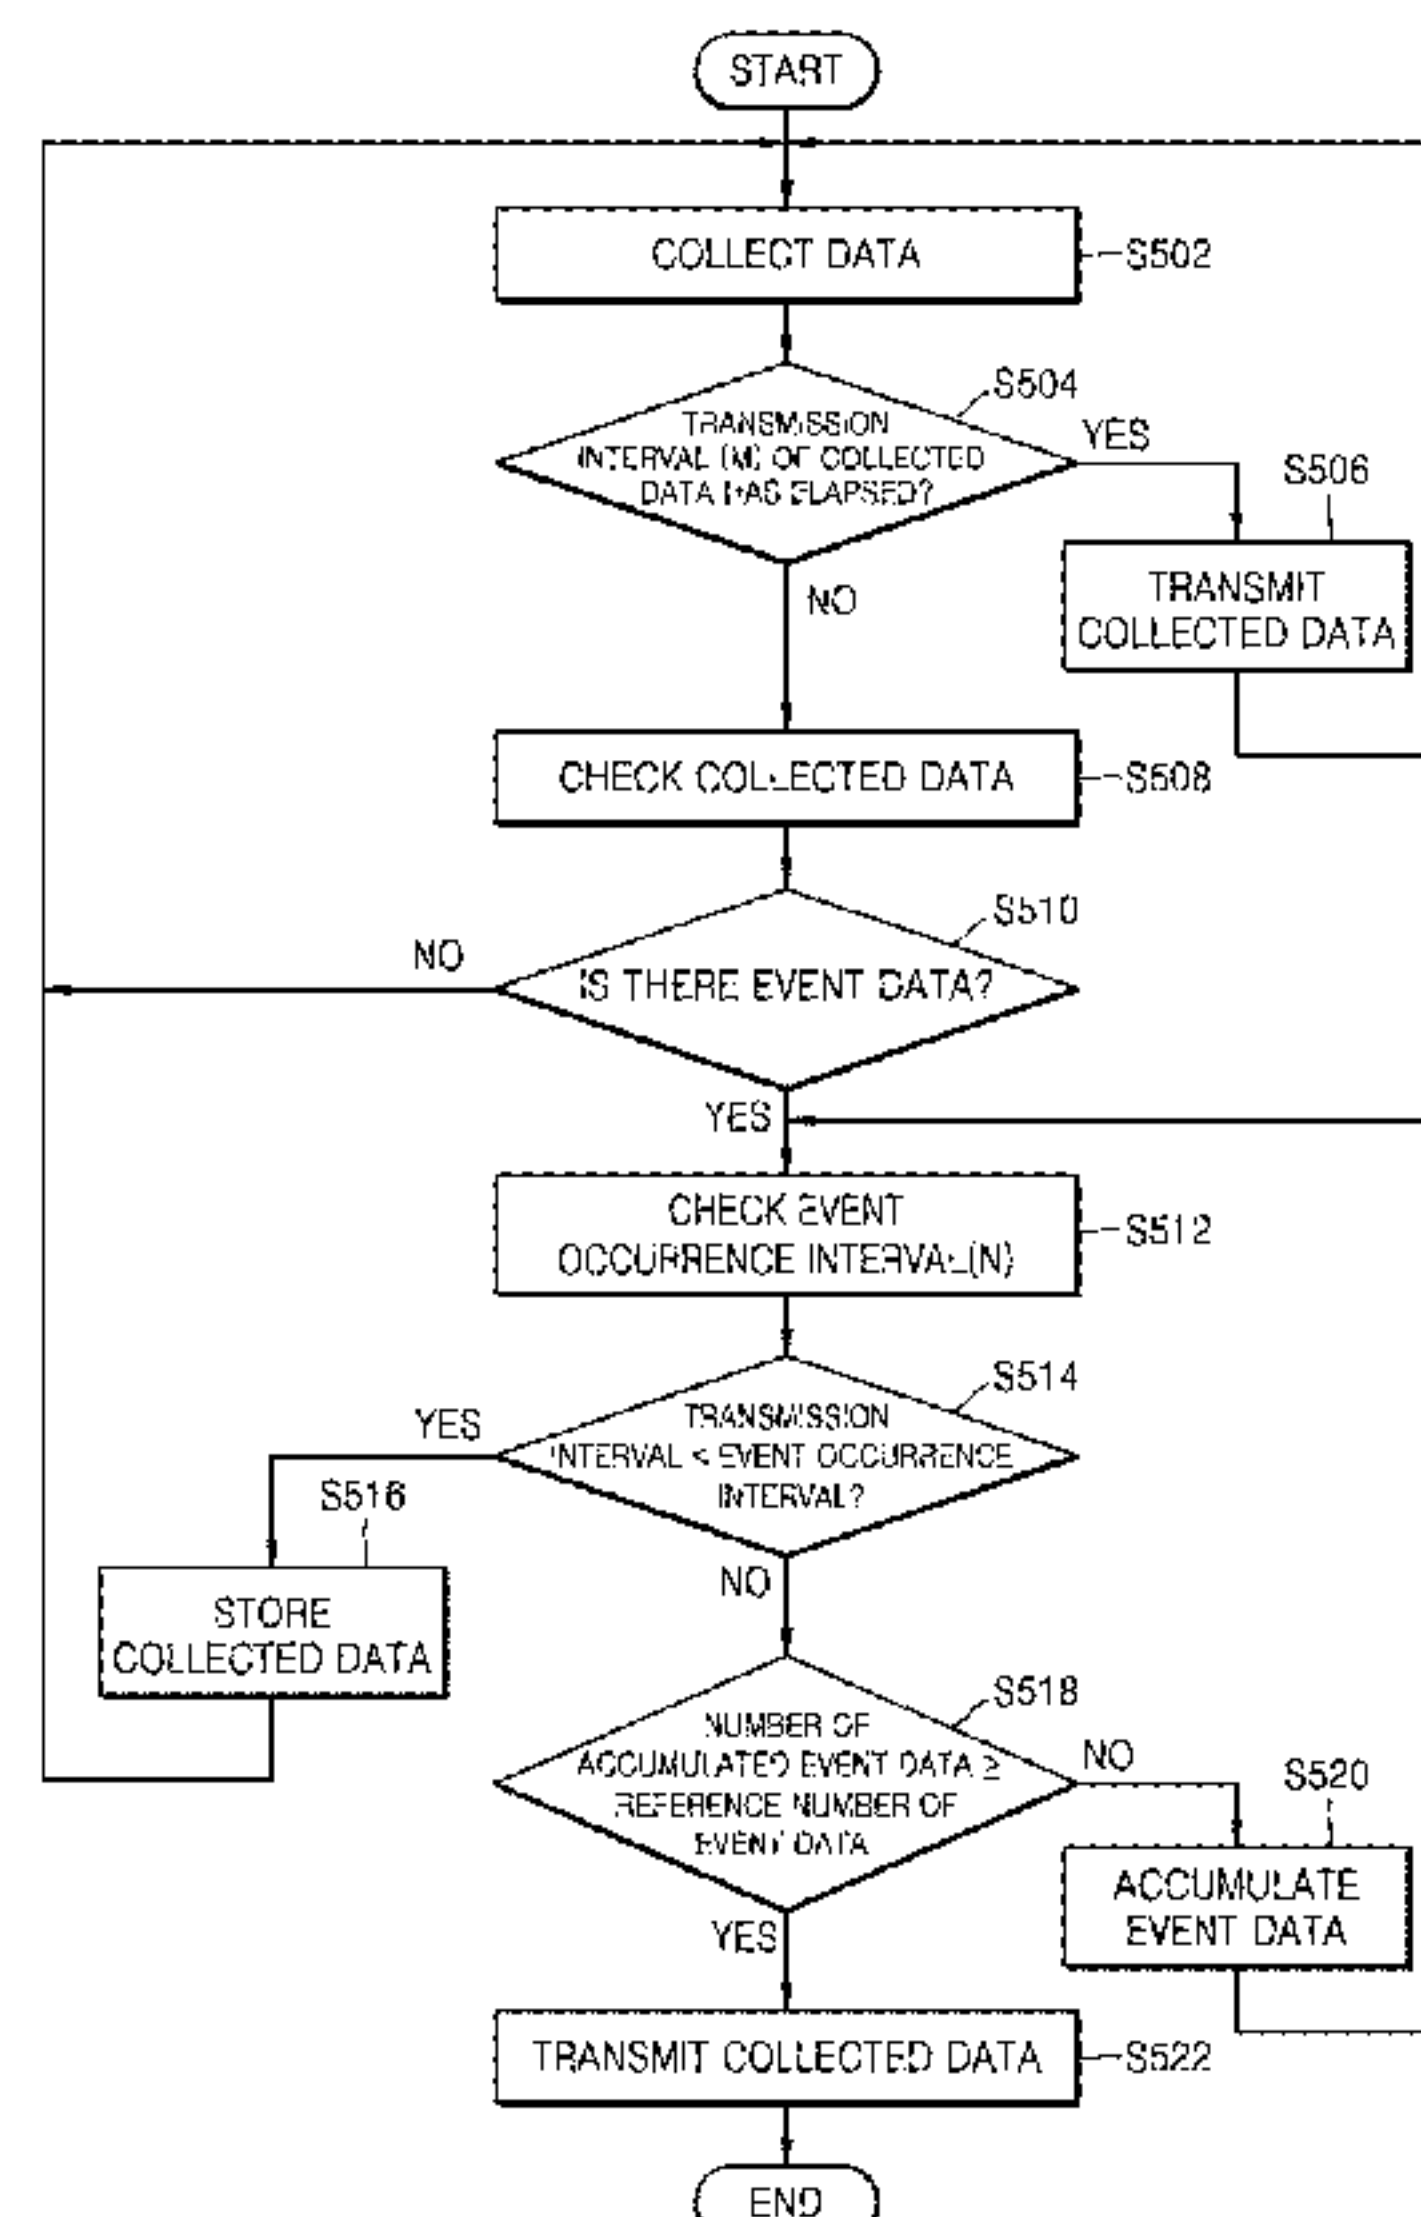 START
COLLECT DATA
S502
S504
TRANSMISSION
INTERVAL (M) OF COLLECTED
DATA HAS ELAPSED?
YES
S506
NO
TRANSMIT
COLLECTED DATA
CHECK COLLECTED DATA
S508
S510
NO
IS THERE EVENT DATA?
YES
CHECK EVENT
OCCURRENCE INTERVAL(N)
S512
S514
YES
TRANSMISSION
INTERVAL < EVENT OCCURRENCE
INTERVAL?
S516
NO
STORE
COLLECTED DATA
S518
NUMBER OF
ACCUMULATED EVENT DATA ≥
REFERENCE NUMBER OF
EVENT DATA
NO
S520
ACCUMULATE
EVENT DATA
YES
TRANSMIT COLLECTED DATA
S522
END